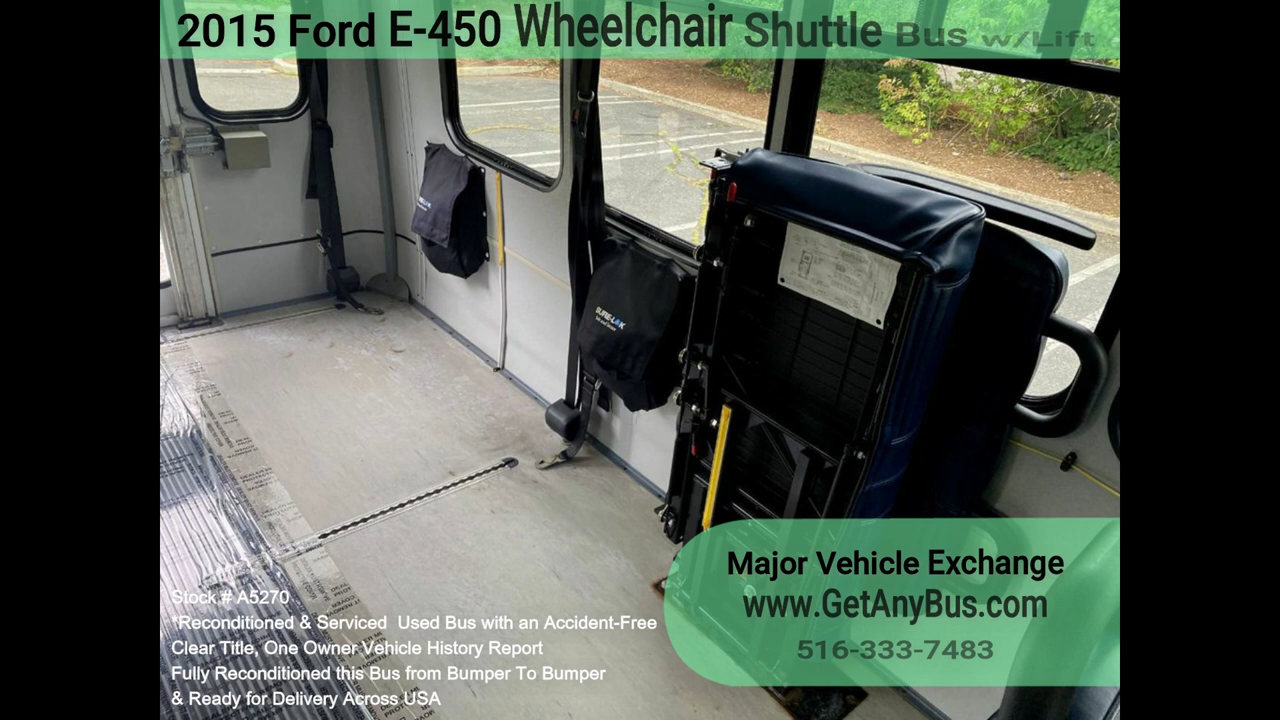 2015 Ford E-450 Wheelchair Shuttle Bus w/Lift
SURE-LOK
Major Vehicle Exchange
www.GetAnyBus.com
516-333-7483
Stock # A5270
*Reconditioned & Serviced Used Bus with an Accident-Free
Clear Title, One Owner Vehicle History Report
Fully Reconditioned this Bus from Bumper To Bumper
& Ready for Delivery Across USA